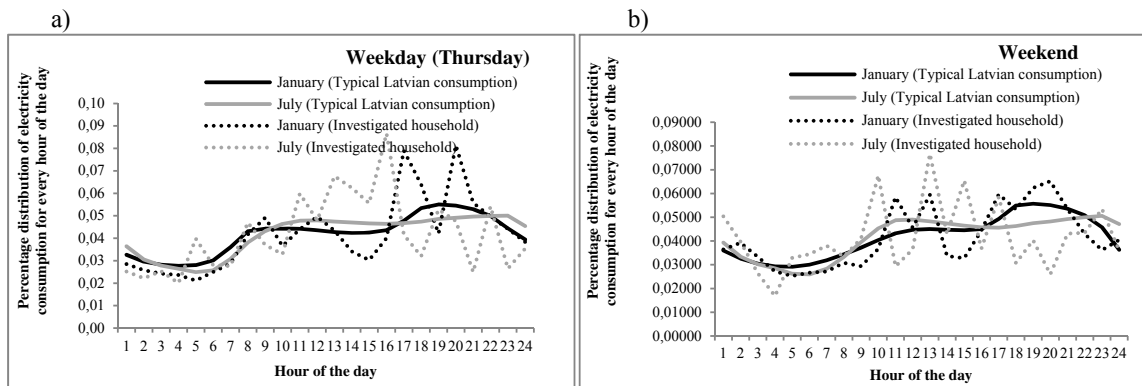 a)
Weekday (Thursday)
January (Typical Latvian consumption)
July (Typical Latvian consumption)
January (Investigated household)
July (Investigated household)
Percentage distribution of electricity
consumption for every hour of the day
0,10
0,09
0,08
0,07
0,06
0,05
0,04
0,03
0,02
0,01
0,00
1 2 3 4 5 6 7 8 9 10 11 12 13 14 15 16 17 18 19 20 21 22 23 24
Hour of the day
b)
Weekend
January (Typical Latvian consumption)
July (Typical Latvian consumption)
January (Investigated household)
July (Investigated household)
Percentage distribution of electricity
consumption for every hour of the day
0,09000
0,08000
0,07000
0,06000
0,05000
0,04000
0,03000
0,02000
0,01000
0,00000
1 2 3 4 5 6 7 8 9 10 11 12 13 14 15 16 17 18 19 20 21 22 23 24
Hour of the day